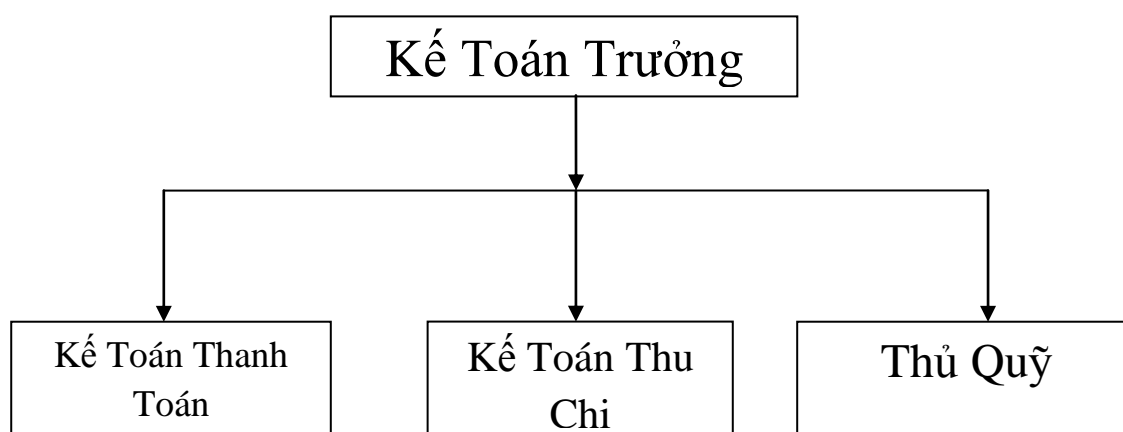 Kế Toán Trưởng
Kế Toán Thanh
Toán
Kế Toán Thu
Chi
Thủ Quỹ